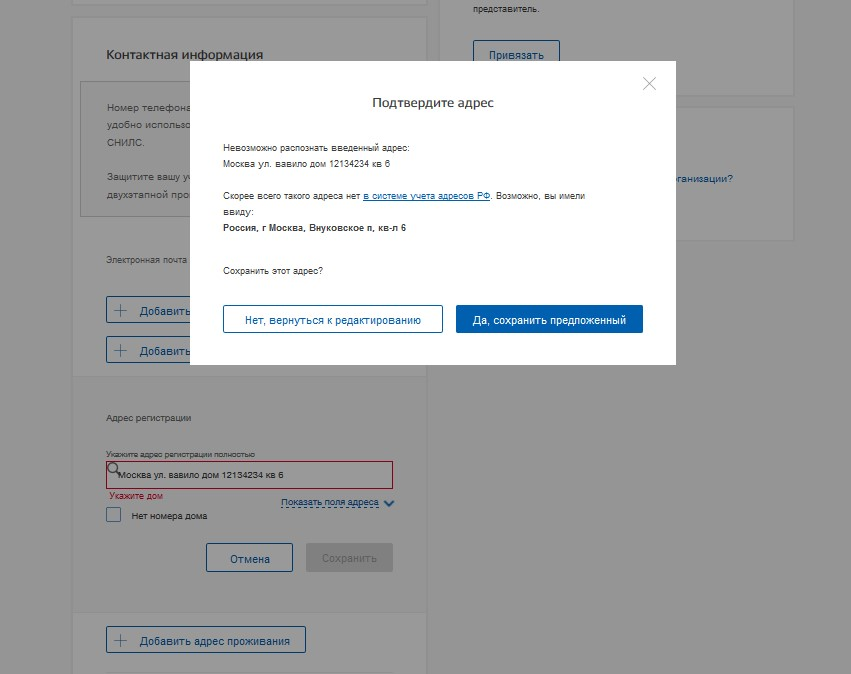 представитель.
Привязать
Контактная информация
Номер телефона
удобно использо
СНИЛС.
Защитите вашу у
двухэтапной про
Электронная почта
Добавить
Добавить
ганизации?
Подтвердите адрес
Невозможно распознать введенный адрес:
Москва ул. вавило дом 12134234 кв 6
Скорее всего такого адреса нет в системе учета адресов РФ. Возможно, вы имели
ввиду:
Россия, г Москва, Внуковское п, кв-л 6
Сохранить этот адрес?
Нет, вернуться к редактированию
Да, сохранить предложенный
Адрес регистрации
Укажите адрес регистрации полностью
Москва ул. вавило дом 12134234 кв 6
Укажите дом
Показать поля адреса
Нет номера дома
Отмена
Сохранить
Добавить адрес проживания